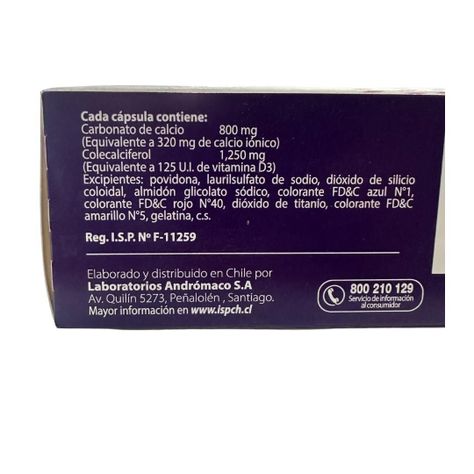 Cada cápsula contiene:
Carbonato de calcio 800 mg
(Equivalente a 320 mg de calcio iónico)
Colecalciferol 1,250 mg
(Equivalente a 125 U.I. de vitamina D3)
Excipientes: povidona, laurilsulfato de sodio, dióxido de silicio
coloidal, almidón glicolato sódico, colorante FD&C azul N°1,
colorante FD&C rojo N°40, dióxido de titanio, colorante FD&C
amarillo N°5, gelatina, c.s.
Reg. I.S.P. Nº F-11259
Elaborado y distribuido en Chile por
Laboratorios Andrómaco S.A
Av. Quilín 5273, Peñalolén, Santiago.
Mayor información en www.ispch.cl
800 210 129
Servicio de información
al consumidor